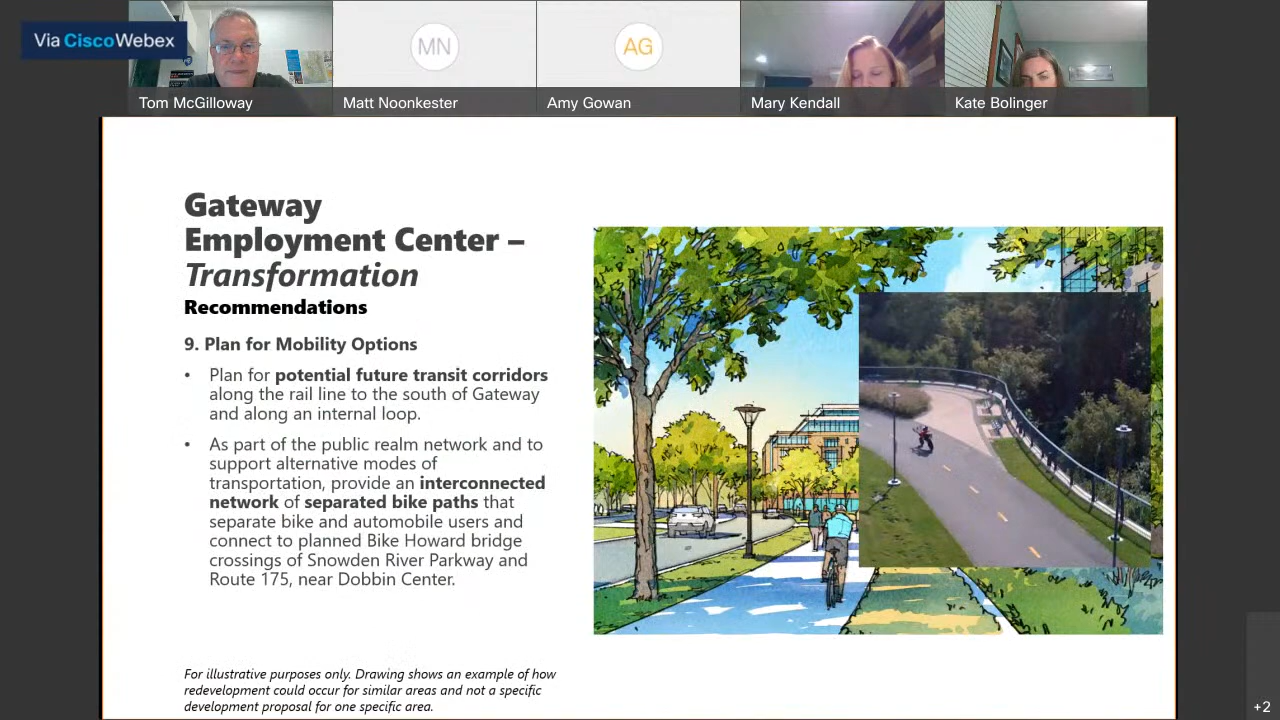 Via Cisco Webex
MN
AG
Tom McGilloway
Matt Noonkester
Amy Gowan
Mary Kendall
Kate Bolinger
Gateway
Employment Center –
Transformation
Recommendations
9. Plan for Mobility Options
• Plan for potential future transit corridors
along the rail line to the south of Gateway
and along an internal loop.
• As part of the public realm network and to
support alternative modes of
transportation, provide an interconnected
network of separated bike paths that
separate bike and automobile users and
connect to planned Bike Howard bridge
crossings of Snowden River Parkway and
Route 175, near Dobbin Center.
For illustrative purposes only. Drawing shows an example of how
redevelopment could occur for similar areas and not a specific
development proposal for one specific area.
+2